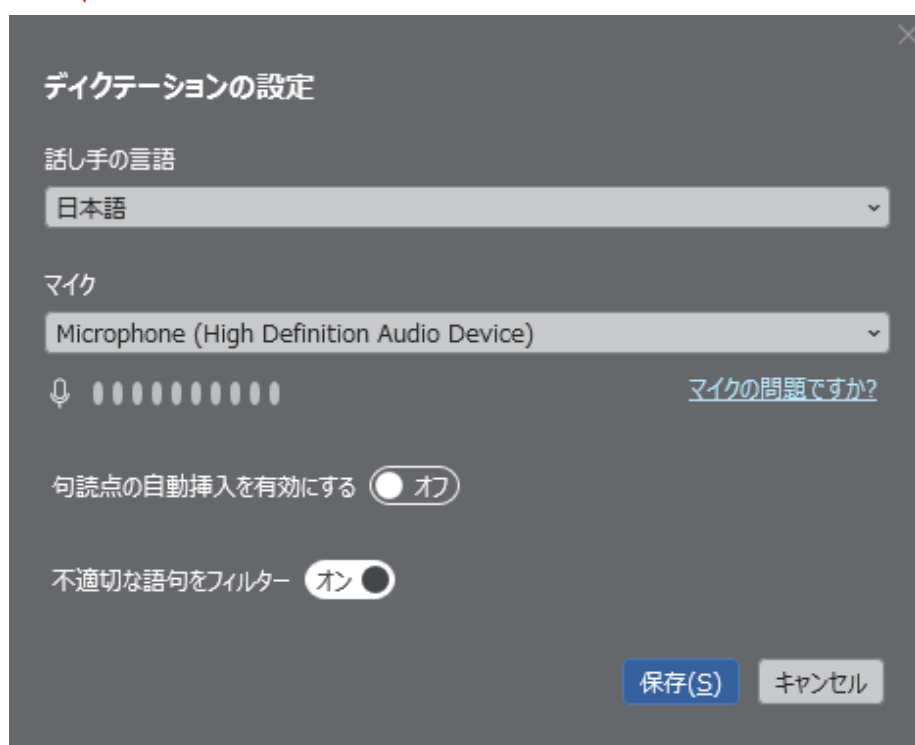 ディクテーションの設定
話し手の言語
日本語
マイク
Microphone (High Definition Audio Device)
マイクの問題ですか?
句読点の自動挿入を有効にする オフ
不適切な語句をフィルター オン
保存(S) キャンセル